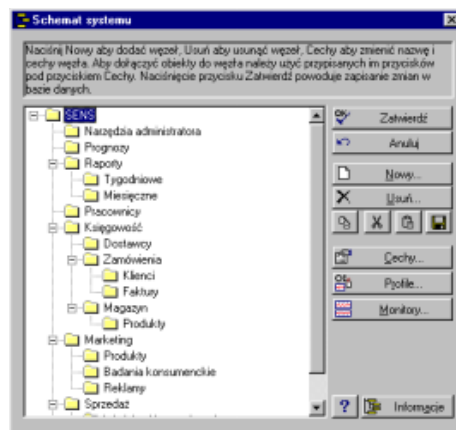 Schemat systemu
Naciśnij Nowy aby dodać węzeł, Usuń aby usunąć węzeł, Cechy aby zmienić nazwę i
cechy węzła. Aby dołączyć obiekty do węzła należy użyć przypisanych im przycisków
pod przyciskiem Cechy. Naciśnięcie przycisku Zatwierdź powoduje zapisanie zmian w
bazie danych.
SENS
Narzędzia administratora
Prognozy
Raporty
Tygodniowe
Miesięczne
Pracownicy
Księgowość
Dostawcy
Zamówienia
Klienci
Faktury
Magazyn
Produkty
Marketing
Produkty
Badania konsumenckie
Reklamy
Sprzedaż
Zatwierdź
Anuluj
Nowy...
Usuń...
Cechy...
Profile...
Monitory...
? Informacje